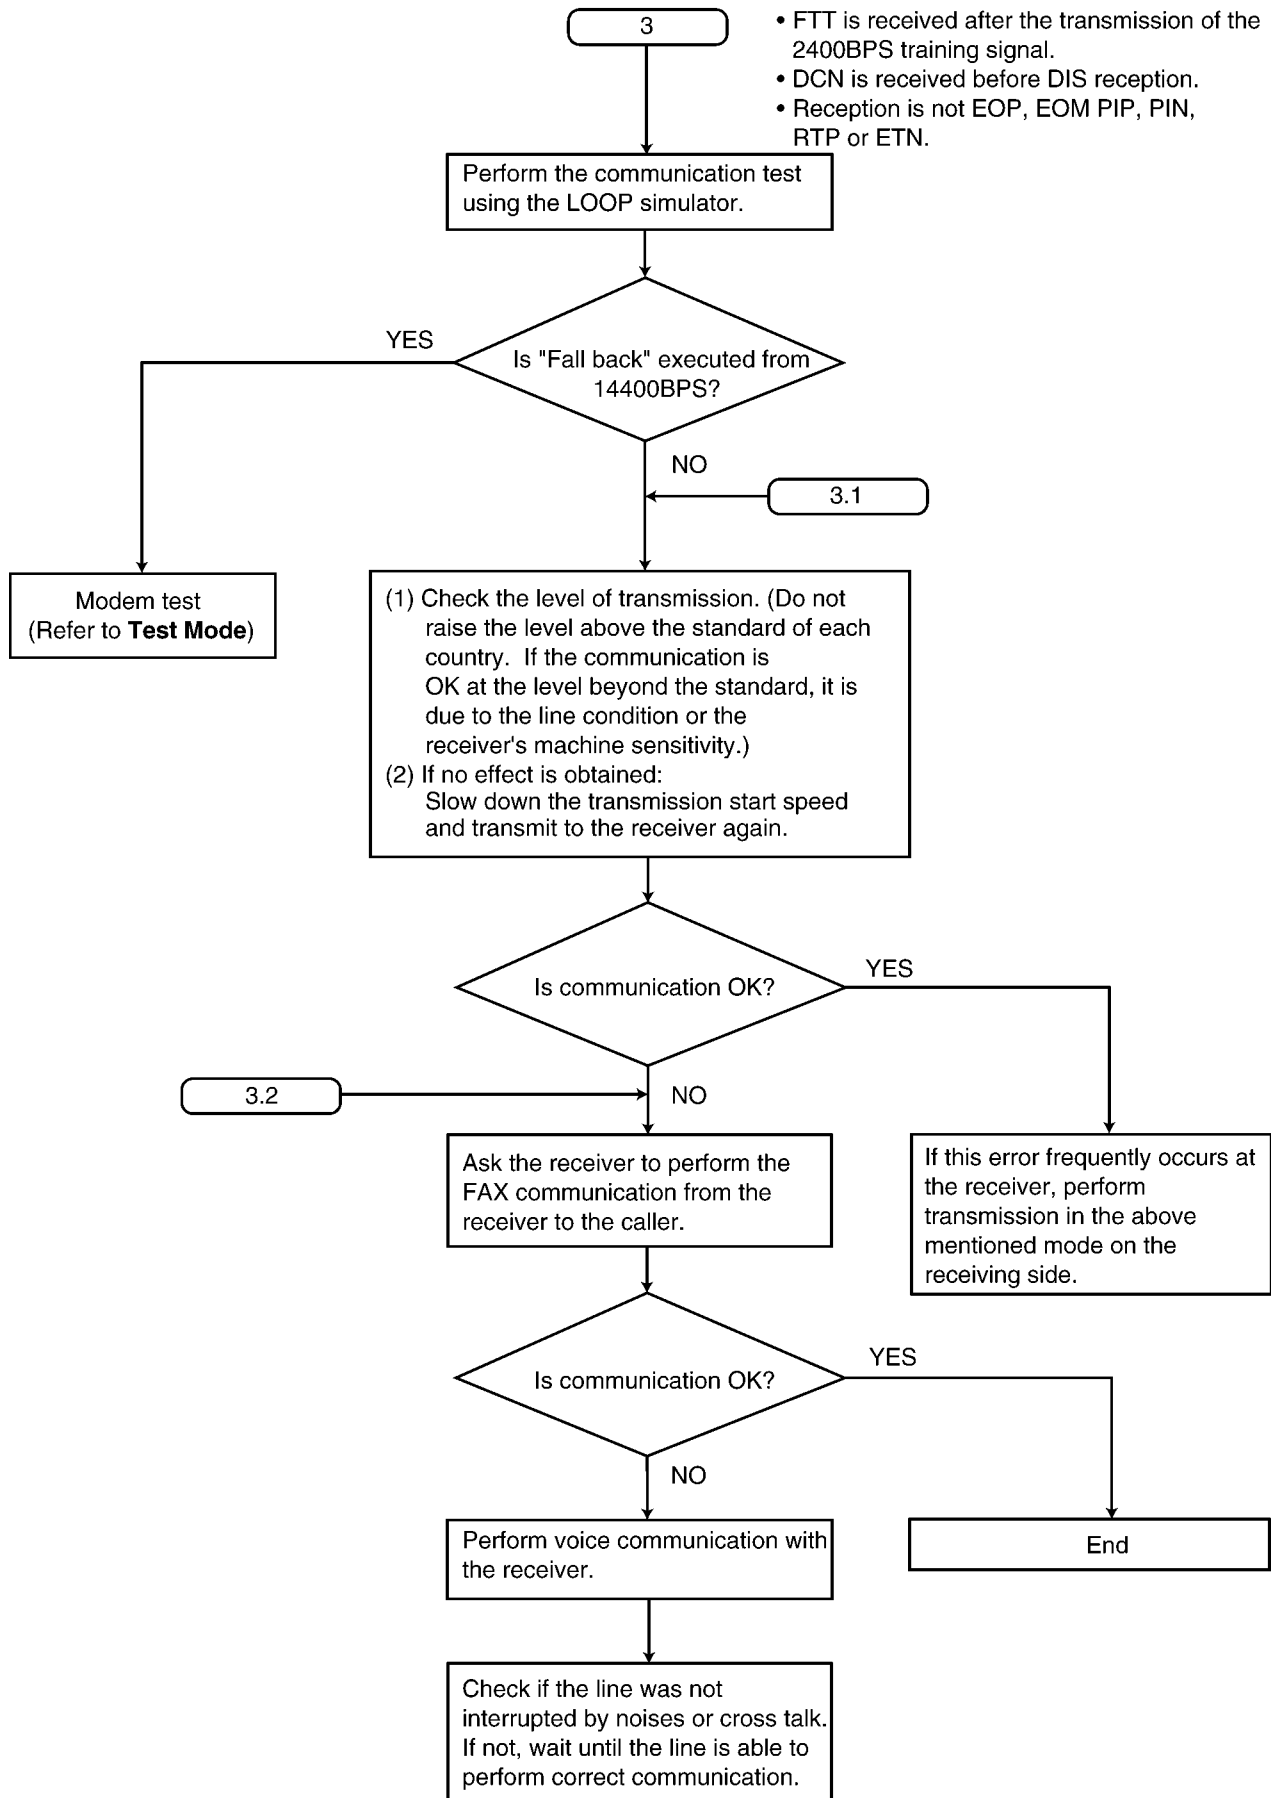 3
• FTT is received after the transmission of the
2400BPS training signal.
• DCN is received before DIS reception.
• Reception is not EOP, EOM PIP, PIN,
RTP or ETN.
Perform the communication test
using the LOOP simulator.
YES
Is "Fall back" executed from
14400BPS?
NO
3.1
Modem test
(Refer to Test Mode)
(1) Check the level of transmission. (Do not
raise the level above the standard of each
country.  If the communication is
OK at the level beyond the standard, it is
due to the line condition or the
receiver's machine sensitivity.)
(2) If no effect is obtained:
Slow down the transmission start speed
and transmit to the receiver again.
Is communication OK?
YES
3.2
NO
Ask the receiver to perform the
FAX communication from the
receiver to the caller.
If this error frequently occurs at
the receiver, perform
transmission in the above
mentioned mode on the
receiving side.
Is communication OK?
YES
NO
Perform voice communication with
the receiver.
End
Check if the line was not
interrupted by noises or cross talk.
If not, wait until the line is able to
perform correct communication.